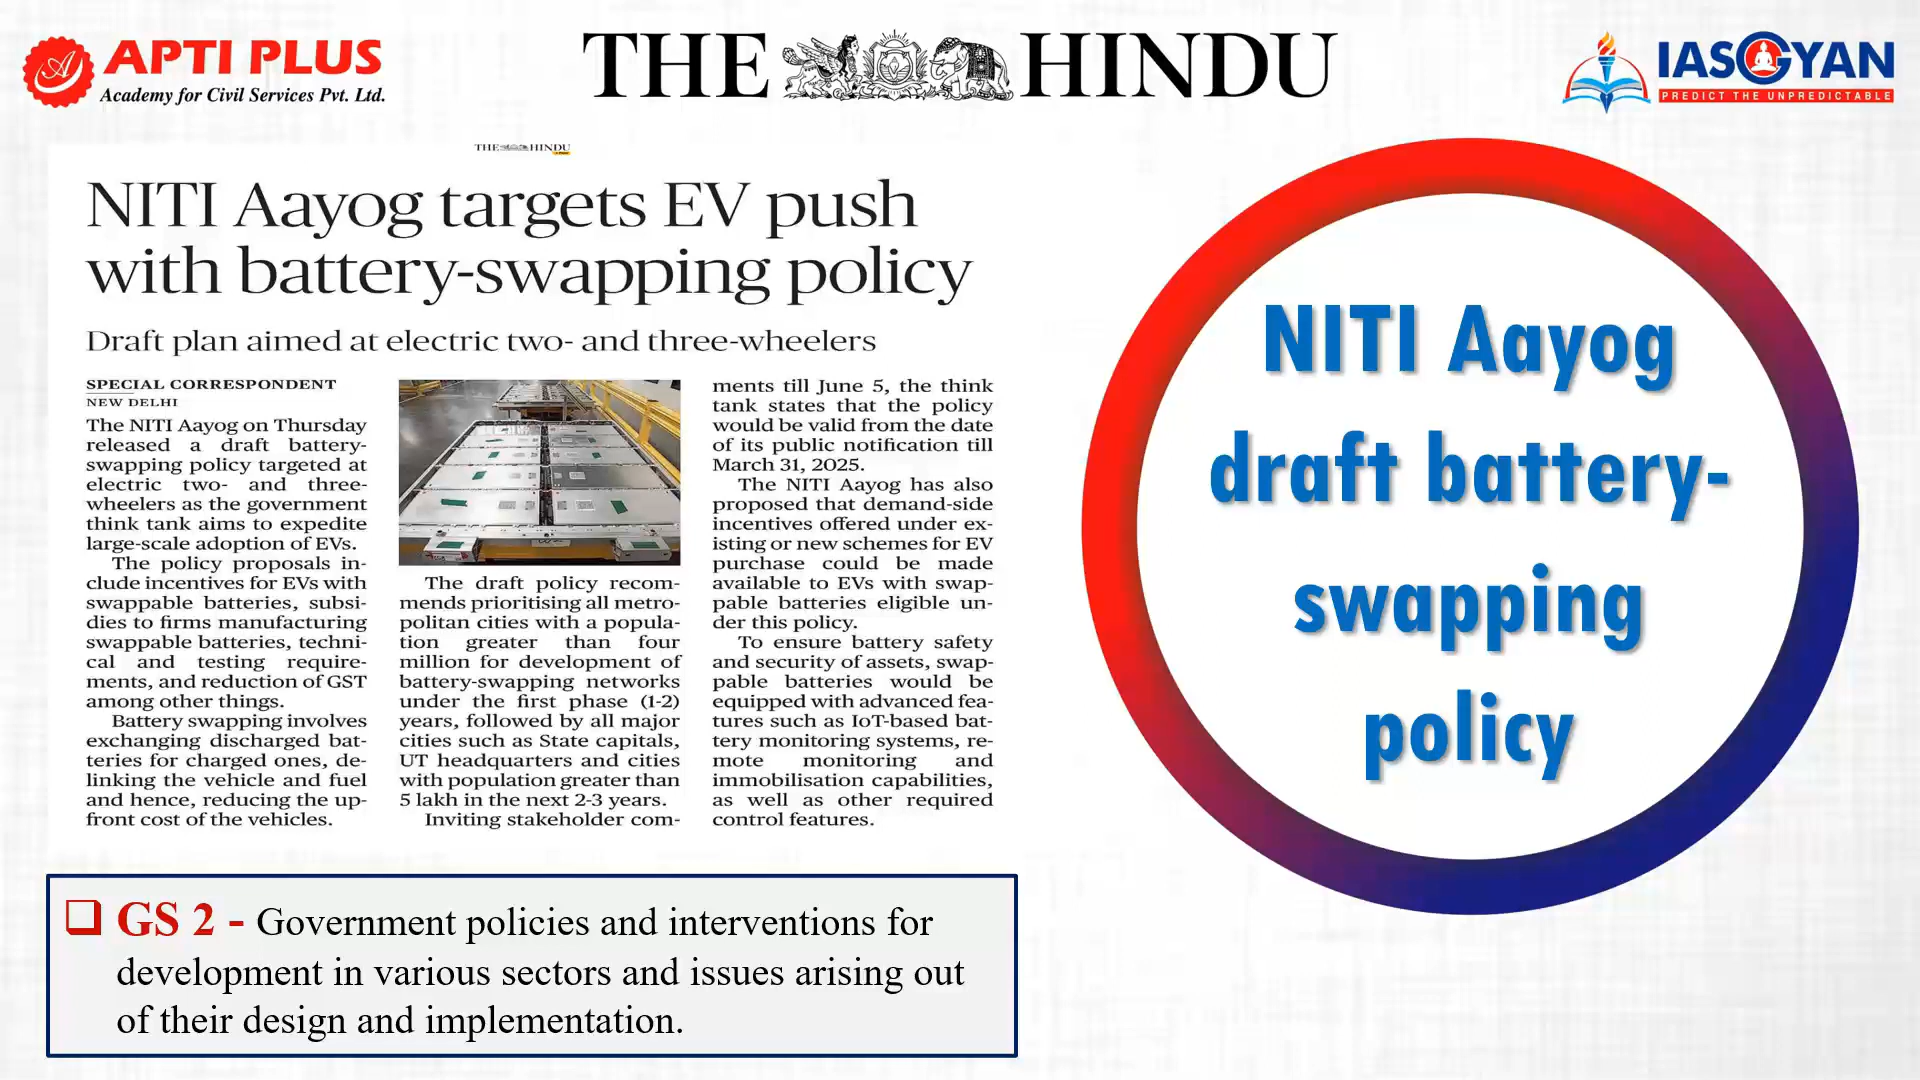 APTI PLUS
Academy for Civil Services Pvt. Ltd.
THE HINDU
IASGYAN
PREDICT THE UNPREDICTABLE
THE HINDU
NITI Aayog targets EV push
with battery-swapping policy
Draft plan aimed at electric two- and three-wheelers
SPECIAL CORRESPONDENT
NEW DELHI
The NITI Aayog on Thursday
released a draft battery-
swapping policy targeted at
electric two- and three-
wheelers as the government
think tank aims to expedite
large-scale adoption of EVs.
The policy proposals in-
clude incentives for EVs with
swappable batteries, subsi-
dies to firms manufacturing
swappable batteries, techni-
cal and testing require-
ments, and reduction of GST
among other things.
Battery swapping involves
exchanging discharged bat-
teries for charged ones, de-
linking the vehicle and fuel
and hence, reducing the up-
front cost of the vehicles.
The draft policy recom-
mends prioritising all metro-
politan cities with a popula-
tion greater than four
million for development of
battery-swapping networks
under the first phase (1-2)
years, followed by all major
cities such as State capitals,
UT headquarters and cities
with population greater than
5 lakh in the next 2-3 years.
Inviting stakeholder com-
ments till June 5, the think
tank states that the policy
would be valid from the date
of its public notification till
March 31, 2025.
The NITI Aayog has also
proposed that demand-side
incentives offered under ex-
isting or new schemes for EV
purchase could be made
available to EVs with swap-
pable batteries eligible un-
der this policy.
To ensure battery safety
and security of assets, swap-
pable batteries would be
equipped with advanced fea-
tures such as IoT-based bat-
tery monitoring systems, re-
mote monitoring and
immobilisation capabilities,
as well as other required
control features.
NITI Aayog
draft battery-
swapping
policy
GS 2 - Government policies and interventions for
development in various sectors and issues arising out
of their design and implementation.